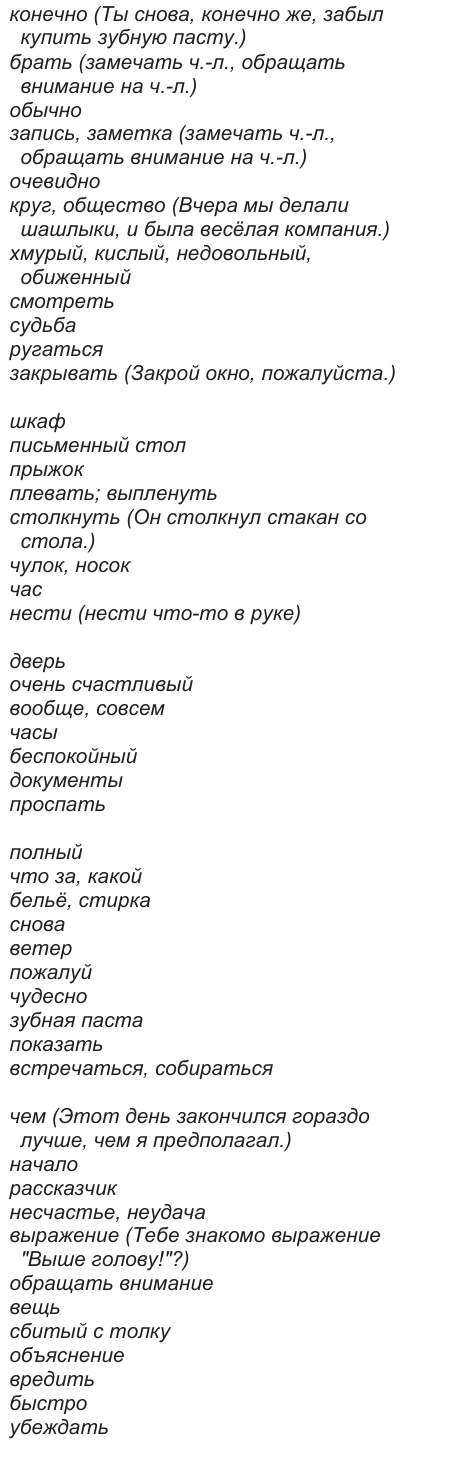 конечно (Ты снова, конечно же, забыл
купить зубную пасту.)
брать (замечать ч.-л., обращать
внимание на ч.-л.)
обычно
запись, заметка (замечать ч.-л.,
обращать внимание на ч.-л.)
очевидно
круг, общество (Вчера мы делали
шашлыки, и была весёлая компания.)
хмурый, кислый, недовольный,
обиженный
смотреть
судьба
ругаться
закрывать (Закрой окно, пожалуйста.)

шкаф
письменный стол
прыжок
плевать; выпленуть
столкнуть (Он столкнул стакан со
стола.)
чулок, носок
час
нести (нести что-то в руке)

дверь
очень счастливый
вообще, совсем
часы
беспокойный
документы
проспать

полный
что за, какой
бельё, стирка
снова
ветер
пожалуй
чудесно
зубная паста
показать
встречаться, собираться

чем (Этот день закончился гораздо
лучше, чем я предполагал.)
начало
рассказчик
несчастье, неудача
выражение (Тебе знакомо выражение
"Выше голову!"?)
обращать внимание
вещь
сбитый с толку
объяснение
вредить
быстро
убеждать